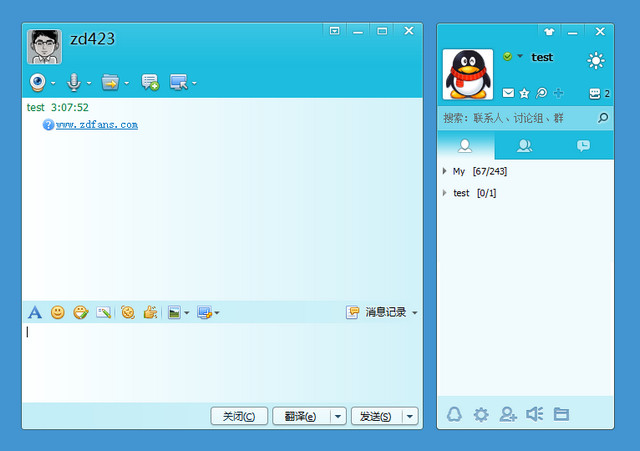 zd423
test 3:07:52
www.zdfans.com
消息记录
关闭(C)
翻译(e)
发送(S)
test
2
搜索：联系人、讨论组、群
My [67/243]
test [0/1]